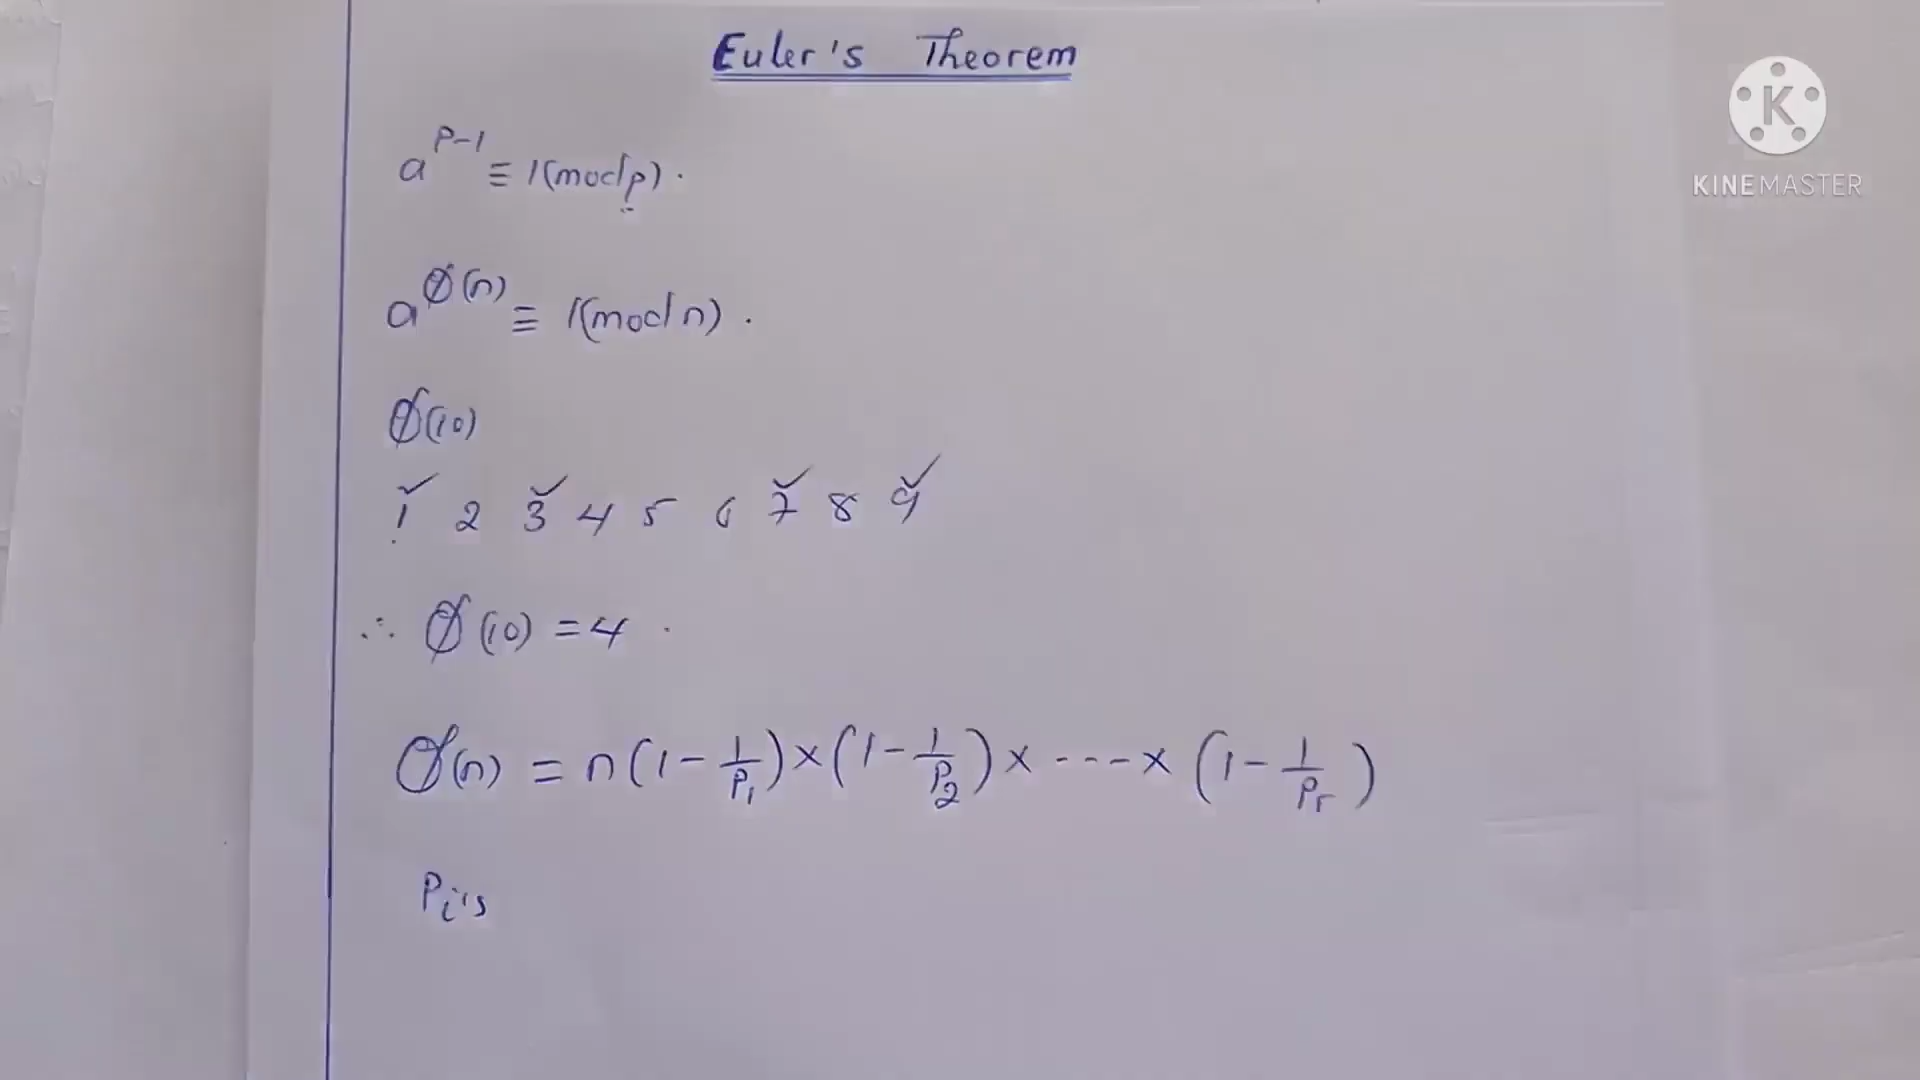 Euler's Theorem
K
KINEMASTER
a^{P-1} ≡ 1(mod p).
a^{Ø(n)} ≡ 1(mod n).
Ø(10)
1 2 3 4 5 6 7 8 9
∴ Ø(10) = 4.
Ø(n) = n(1 - 1/P₁) × (1 - 1/P₂) × ---- × (1 - 1/Pr)
Pi's